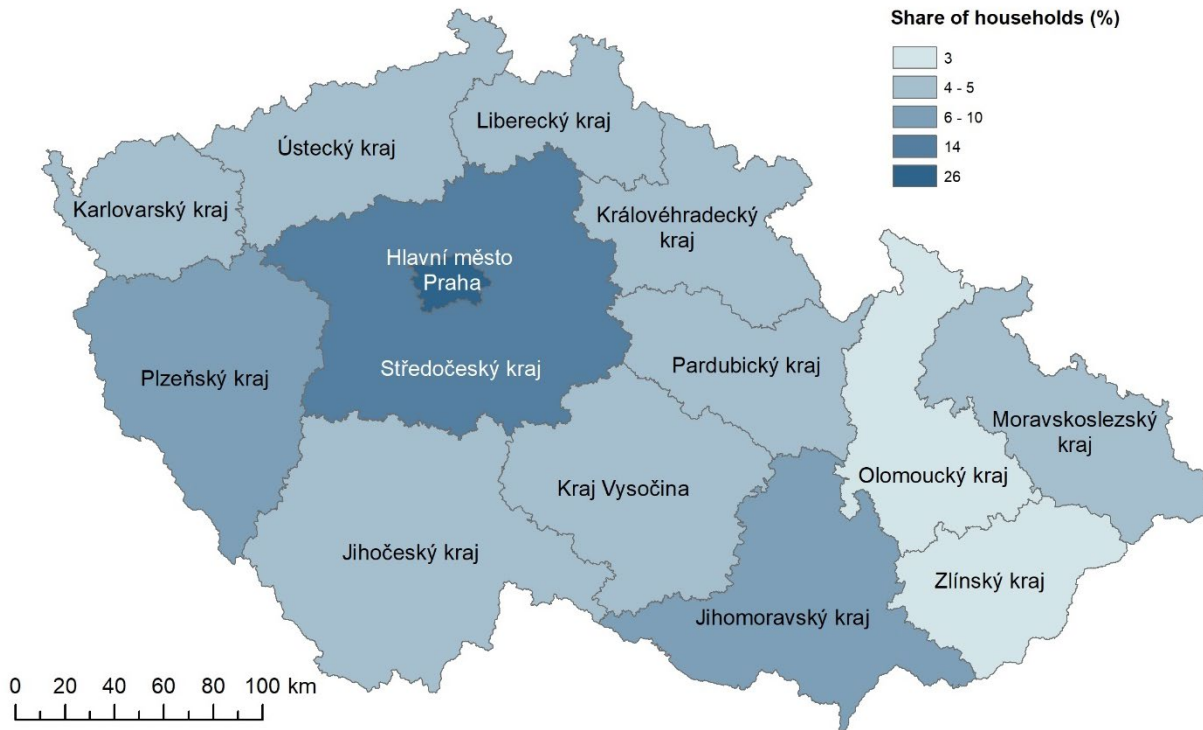 Share of households (%)
3
4 - 5
6 - 10
14
26
Liberecký kraj
Ústecký kraj
Karlovarský kraj
Královéhradecký
kraj
Hlavní město
Praha
Plzeňský kraj
Středočeský kraj
Pardubický kraj
Moravskoslezský
kraj
Olomoucký kraj
Kraj Vysočina
Jihočeský kraj
Zlínský kraj
Jihomoravský kraj
0 20 40 60 80 100 km